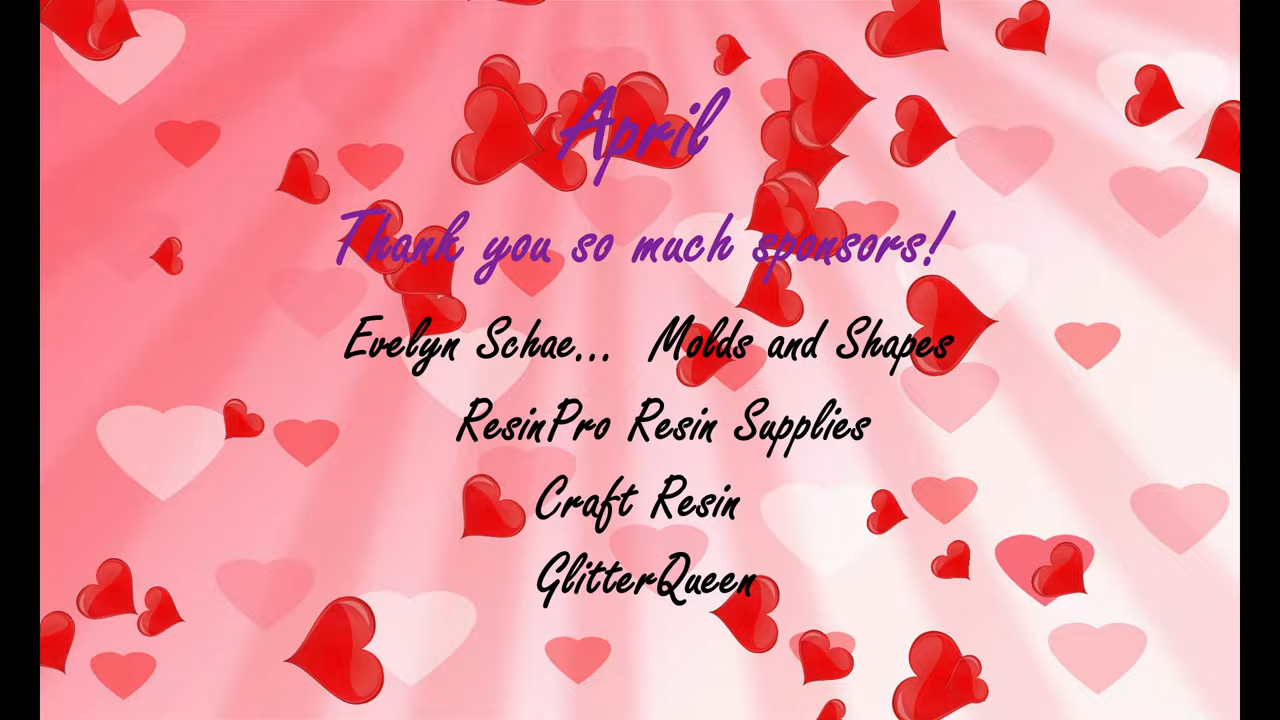 April
Thank you so much sponsors!
Evelyn Schae... Molds and Shapes
ResinPro Resin Supplies
Craft Resin
GlitterQueen